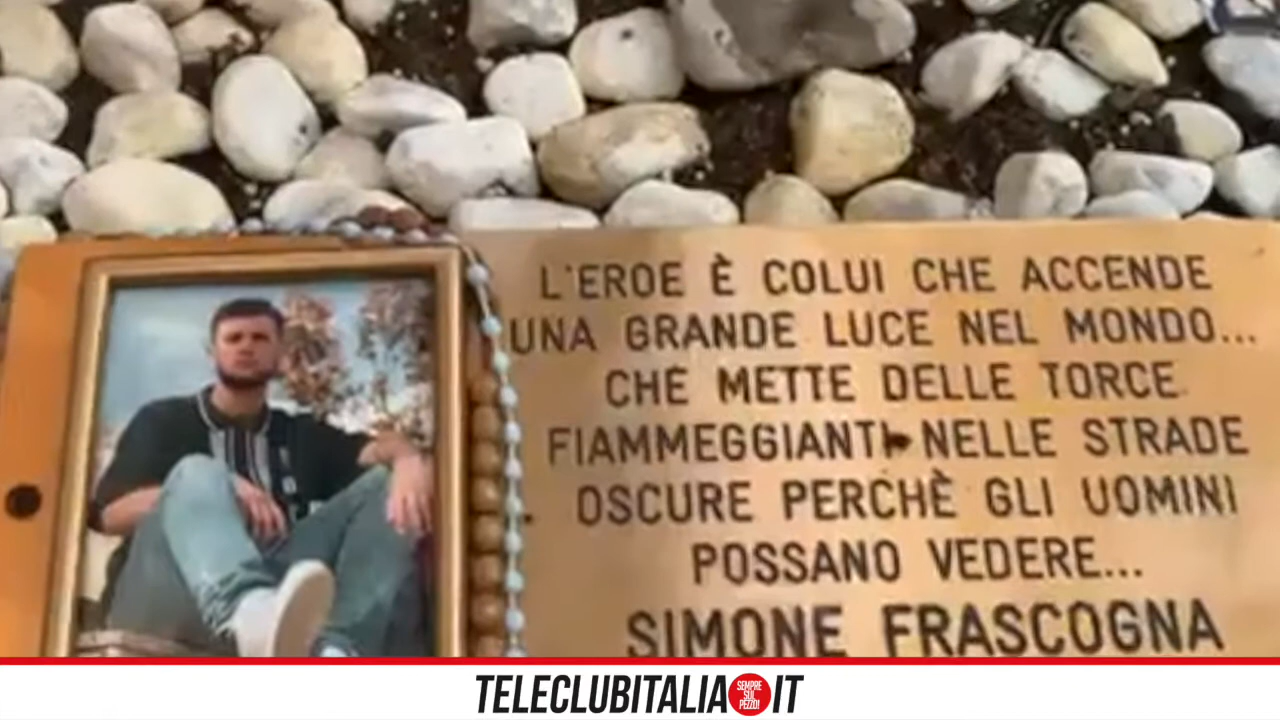 L'EROE È COLUI CHE ACCENDE
UNA GRANDE LUCE NEL MONDO...
CHE METTE DELLE TORCE
FIAMMEGGIANTI NELLE STRADE
OSCURE PERCHÈ GLI UOMINI
POSSANO VEDERE...
SIMONE FRASCOGNA
TELECLUBITALIA IT
SEMPRE
SUL
PEZZO!